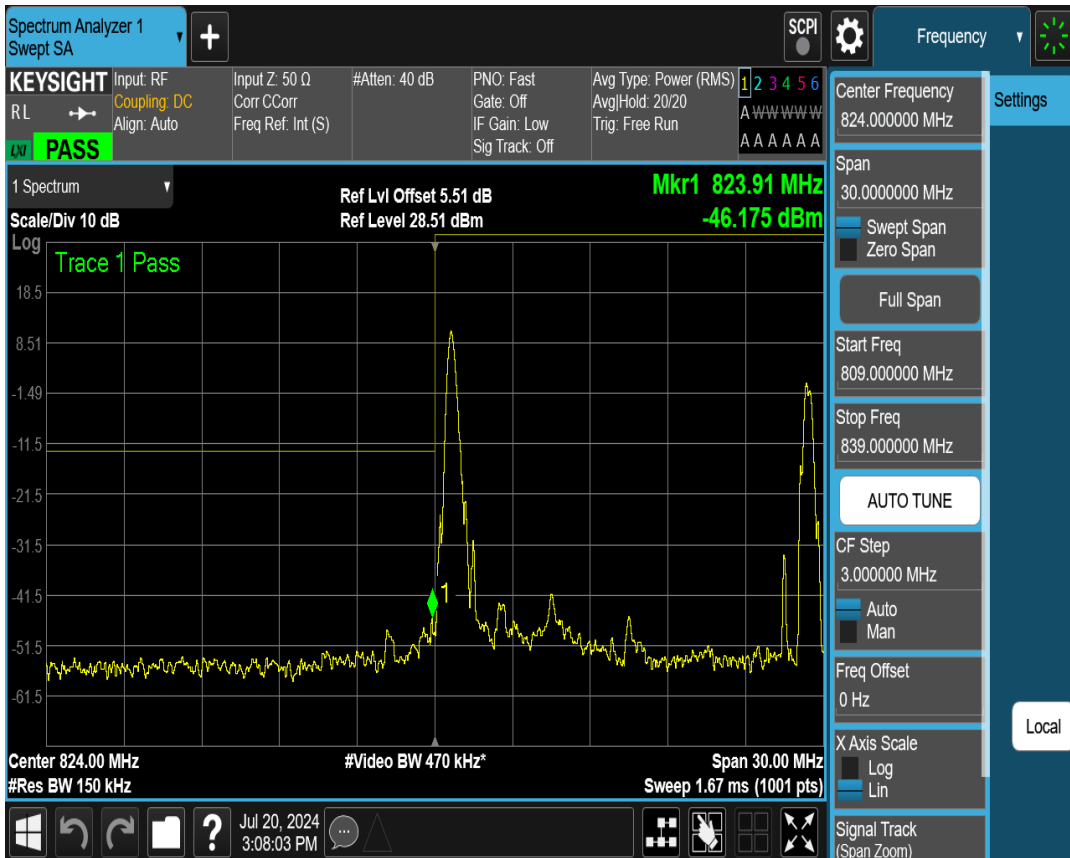 Spectrum Analyzer 1
Swept SA
+
SCPI
Frequency
KEYSIGHT
R L
LXI
PASS
Input: RF
Coupling: DC
Align: Auto
Input Z: 50 Ω
Corr CCorr
Freq Ref: Int (S)
#Atten: 40 dB
PNO: Fast
Gate: Off
IF Gain: Low
Sig Track: Off
Avg Type: Power (RMS)
Avg|Hold: 20/20
Trig: Free Run
1 2 3 4 5 6
A W W W W W
A A A A A A
1 Spectrum
Scale/Div 10 dB
Ref Lvl Offset 5.51 dB
Ref Level 28.51 dBm
Mkr1 823.91 MHz
-46.175 dBm
Log
Trace 1 Pass
18.5
8.51
-1.49
-11.5
-21.5
-31.5
-41.5
-51.5
-61.5
1
Center 824.00 MHz
#Video BW 470 kHz*
Span 30.00 MHz
#Res BW 150 kHz
Sweep 1.67 ms (1001 pts)
Center Frequency
824.000000 MHz
Span
30.0000000 MHz
Swept Span
Zero Span
Full Span
Start Freq
809.000000 MHz
Stop Freq
839.000000 MHz
AUTO TUNE
CF Step
3.000000 MHz
Auto
Man
Freq Offset
0 Hz
X Axis Scale
Log
Lin
Signal Track
(Span Zoom)
Settings
Local
?
Jul 20, 2024
3:08:03 PM